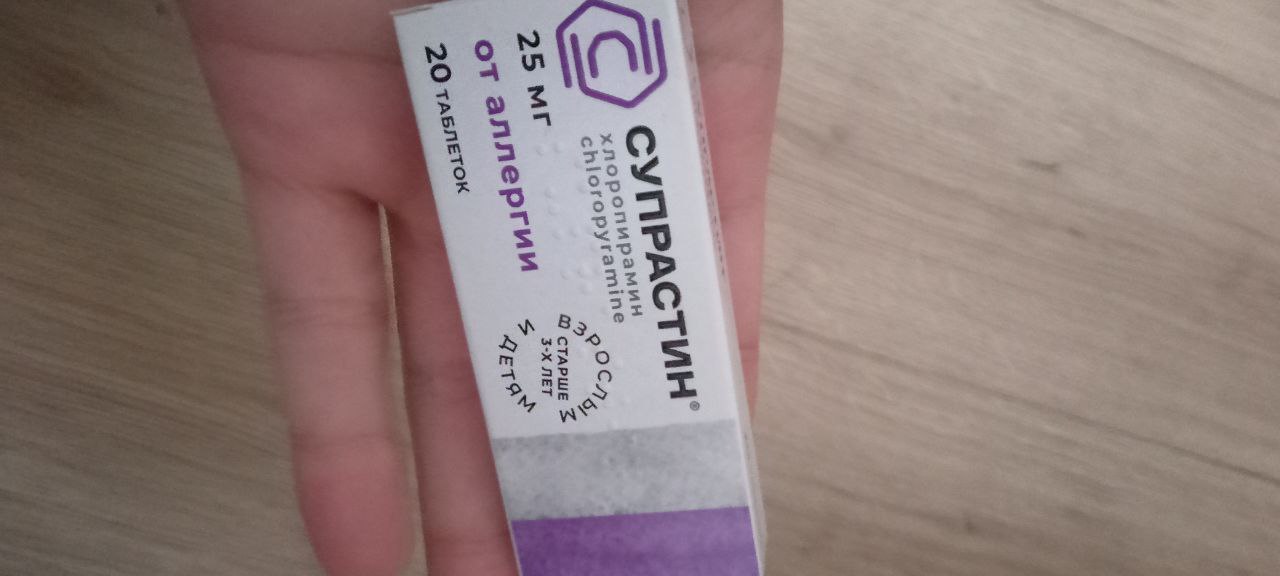 СУПРАСТИН®
хлоропирамин
chloropyramine
25 мг
от аллергии
20 таблеток
ВЗРОСЛЫМ
И ДЕТЯМ
СТАРШЕ
3-Х ЛЕТ